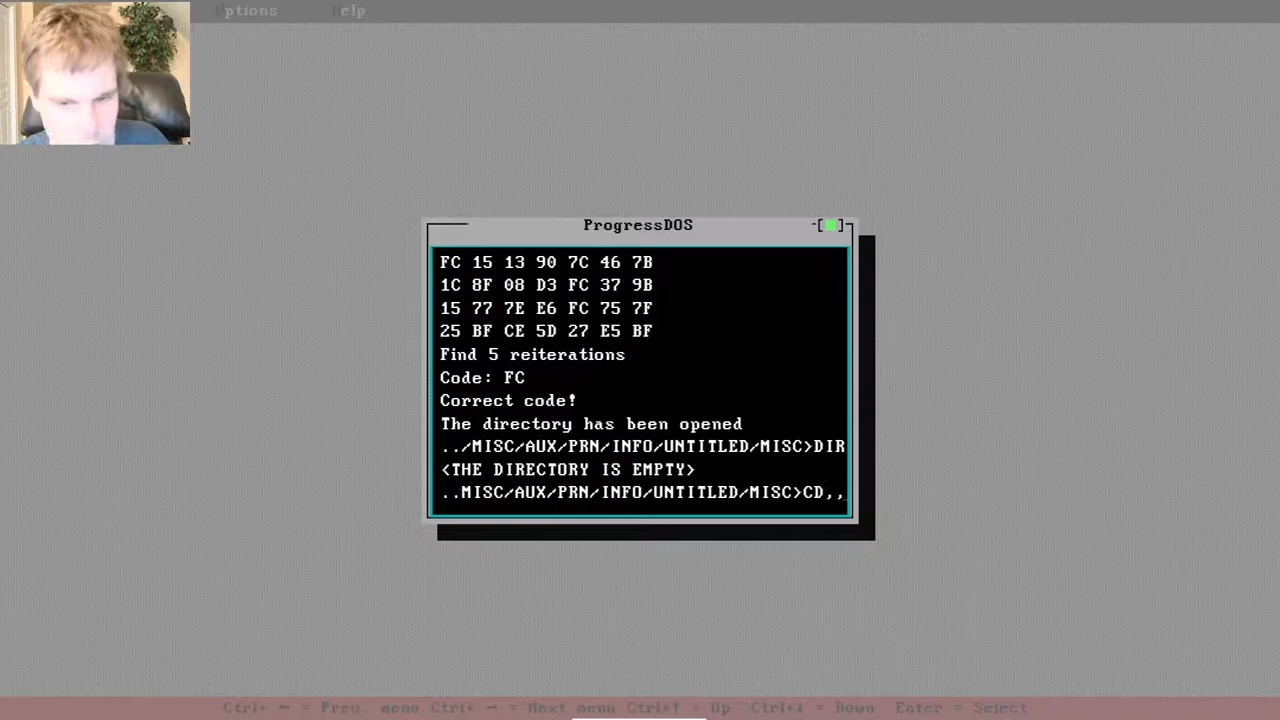 ptions elp
ProgressDOS
FC 15 13 90 7C 46 7B
1C 8F 08 D3 FC 37 9B
15 77 7E E6 FC 75 7F
25 BF CE 5D 27 E5 BF
Find 5 reiterations
Code: FC
Correct code!
The directory has been opened
../MISC/AUX/PRN/INFO/UNTITLED/MISC>DIR
<THE DIRECTORY IS EMPTY>
..MISC/AUX/PRN/INFO/UNTITLED/MISC>CD,,_
Ctrl+ ← = Prev. menu Ctrl+ → = Next menu Ctrl+↑ = Up Ctrl+↓ = Down Enter = Select